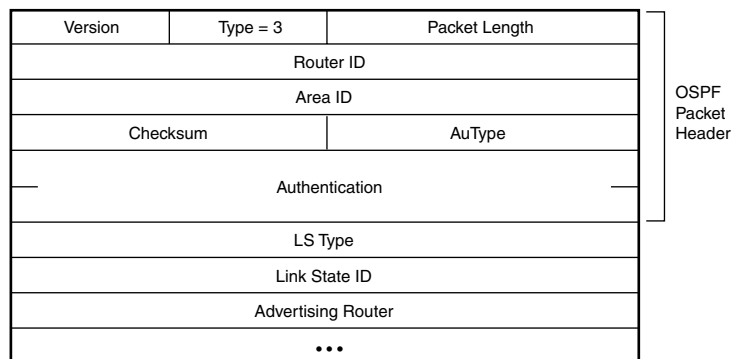 Version Type = 3 Packet Length
Router ID
Area ID
Checksum AuType
Authentication
LS Type
Link State ID
Advertising Router
•••
OSPF
Packet
Header